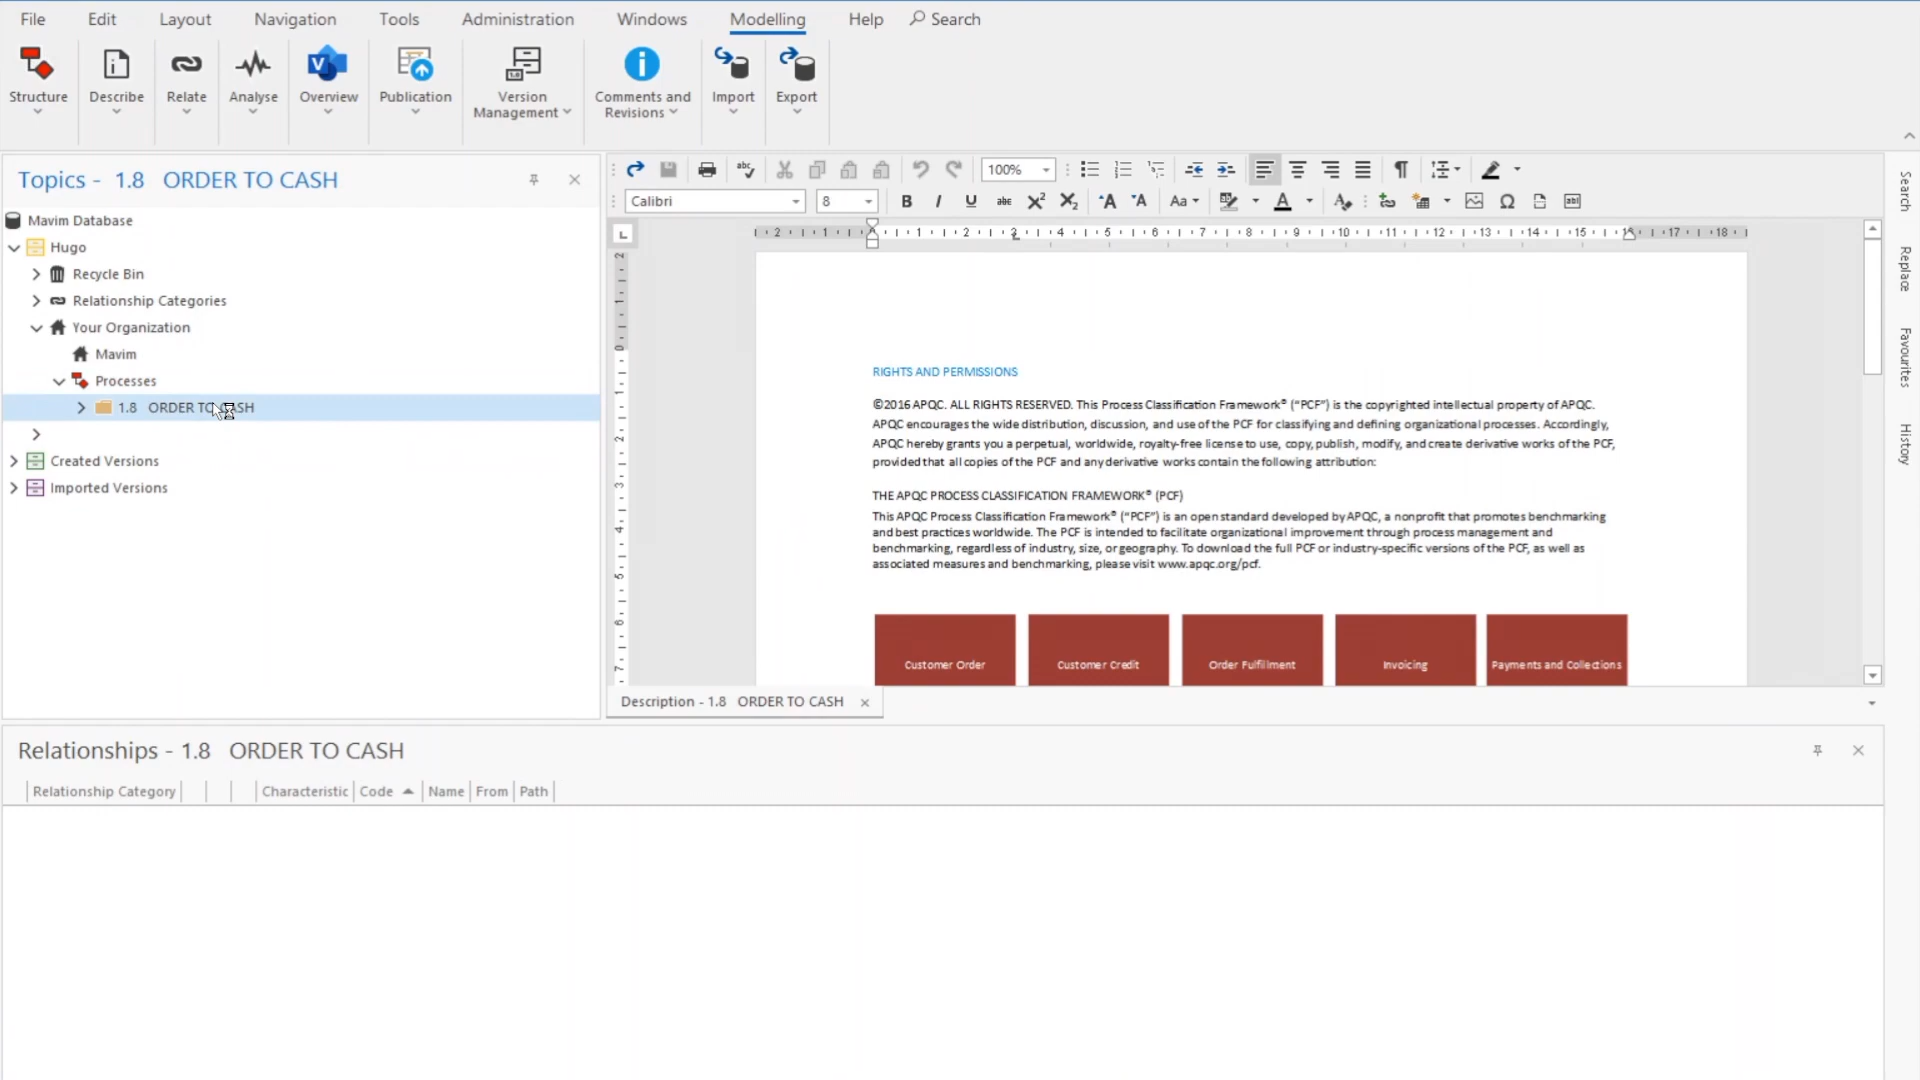 File Edit Layout Navigation Tools Administration Windows Modelling Help Search
Structure Describe Relate Analyse Overview Publication Version Management Comments and Revisions Import Export
Topics - 1.8 ORDER TO CASH
Mavim Database
Hugo
Recycle Bin
Relationship Categories
Your Organization
Mavim
Processes
1.8 ORDER TO CASH
Created Versions
Imported Versions
100%
Calibri 8
RIGHTS AND PERMISSIONS
©2016 APQC. ALL RIGHTS RESERVED. This Process Classification Framework® (“PCF”) is the copyrighted intellectual property of APQC.
APQC encourages the wide distribution, discussion, and use of the PCF for classifying and defining organizational processes. Accordingly,
APQC hereby grants you a perpetual, worldwide, royalty-free license to use, copy, publish, modify, and create derivative works of the PCF,
provided that all copies of the PCF and any derivative works contain the following attribution:
THE APQC PROCESS CLASSIFICATION FRAMEWORK® (PCF)
This APQC Process Classification Framework® (“PCF”) is an open standard developed by APQC, a nonprofit that promotes benchmarking
and best practices worldwide. The PCF is intended to facilitate organizational improvement through process management and
benchmarking, regardless of industry, size, or geography. To download the full PCF or industry-specific versions of the PCF, as well as
associated measures and benchmarking, please visit www.apqc.org/pcf.
Customer Order Customer Credit Order Fulfillment Invoicing Payments and Collections
Description - 1.8 ORDER TO CASH
Search
Replace
Favourites
History
Relationships - 1.8 ORDER TO CASH
Relationship Category Characteristic Code Name From Path